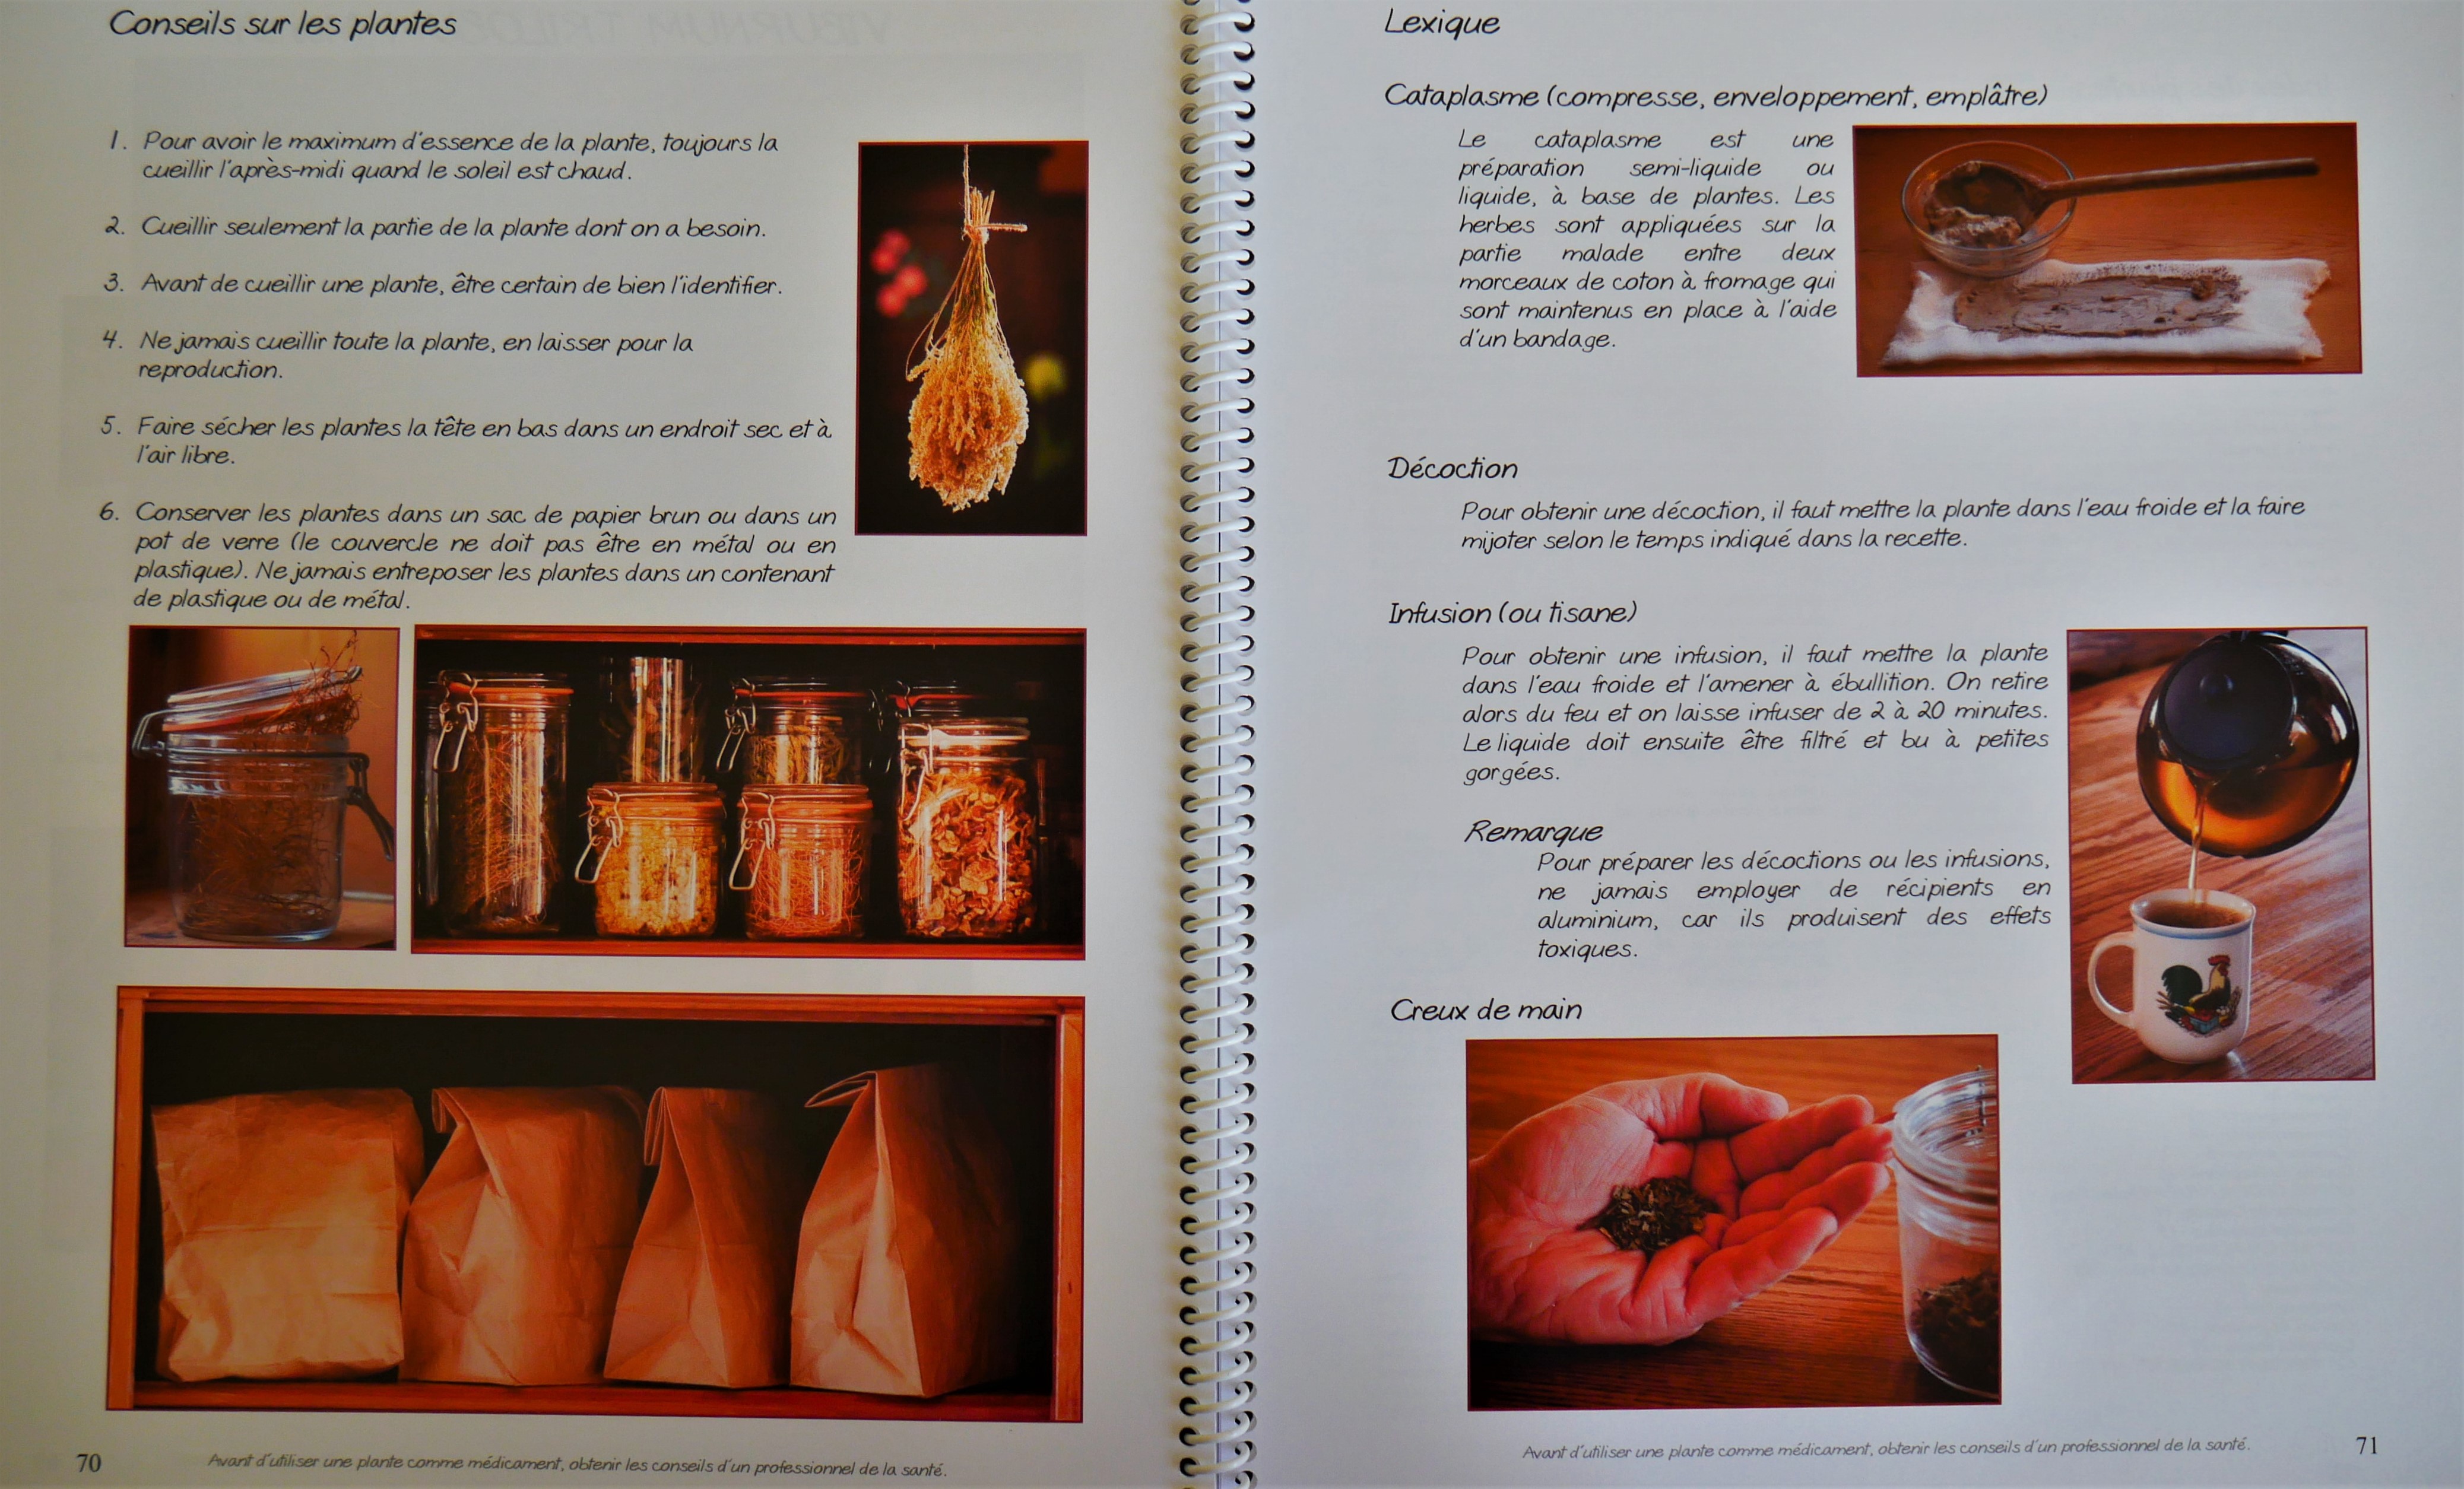 Conseils sur les plantes
1. Pour avoir le maximum d'essence de la plante, toujours la
cueillir l'après-midi quand le soleil est chaud.
2. Cueillir seulement la partie de la plante dont on a besoin.
3. Avant de cueillir une plante, être certain de bien l'identifier.
4. Ne jamais cueillir toute la plante, en laisser pour la
reproduction.
5. Faire sécher les plantes la tête en bas dans un endroit sec et à
l'air libre.
6. Conserver les plantes dans un sac de papier brun ou dans un
pot de verre (le couvercle ne doit pas être en métal ou en
plastique). Ne jamais entreposer les plantes dans un contenant
de plastique ou de métal.
70
Avant d'utiliser une plante comme médicament, obtenir les conseils d'un professionnel de la santé.
Lexique
Cataplasme (compresse, enveloppement, emplâtre)
Le cataplasme est une
préparation semi-liquide ou
liquide, à base de plantes. Les
herbes sont appliquées sur la
partie malade entre deux
morceaux de coton à fromage qui
sont maintenus en place à l'aide
d'un bandage.
Décoction
Pour obtenir une décoction, il faut mettre la plante dans l'eau froide et la faire
mijoter selon le temps indiqué dans la recette.
Infusion (ou tisane)
Pour obtenir une infusion, il faut mettre la plante
dans l'eau froide et l'amener à ébullition. On retire
alors du feu et on laisse infuser de 2 à 20 minutes.
Le liquide doit ensuite être filtré et bu à petites
gorgées.
Remarque
Pour préparer les décoctions ou les infusions,
ne jamais employer de récipients en
aluminium, car ils produisent des effets
toxiques.
Creux de main
Avant d'utiliser une plante comme médicament, obtenir les conseils d'un professionnel de la santé.
71